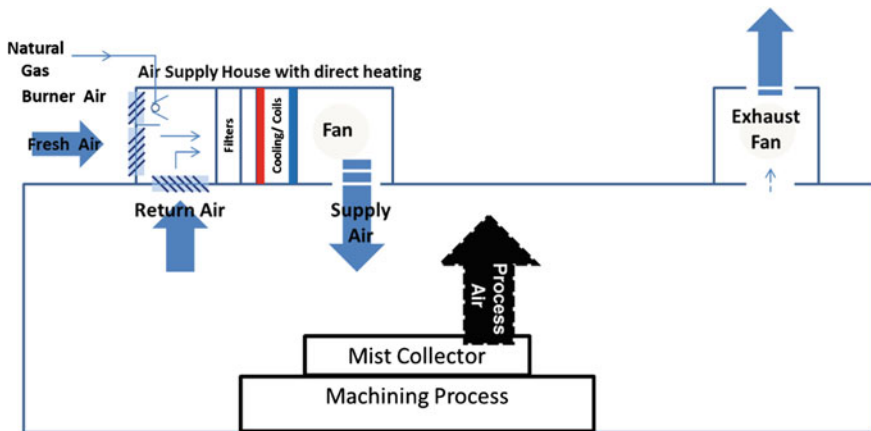 Natural
Gas
Burner Air
Fresh Air
Air Supply House with direct heating
Filters
Cooling/ Coils
Fan
Return Air
Supply
Air
Exhaust
Fan
Process
Air
Mist Collector
Machining Process